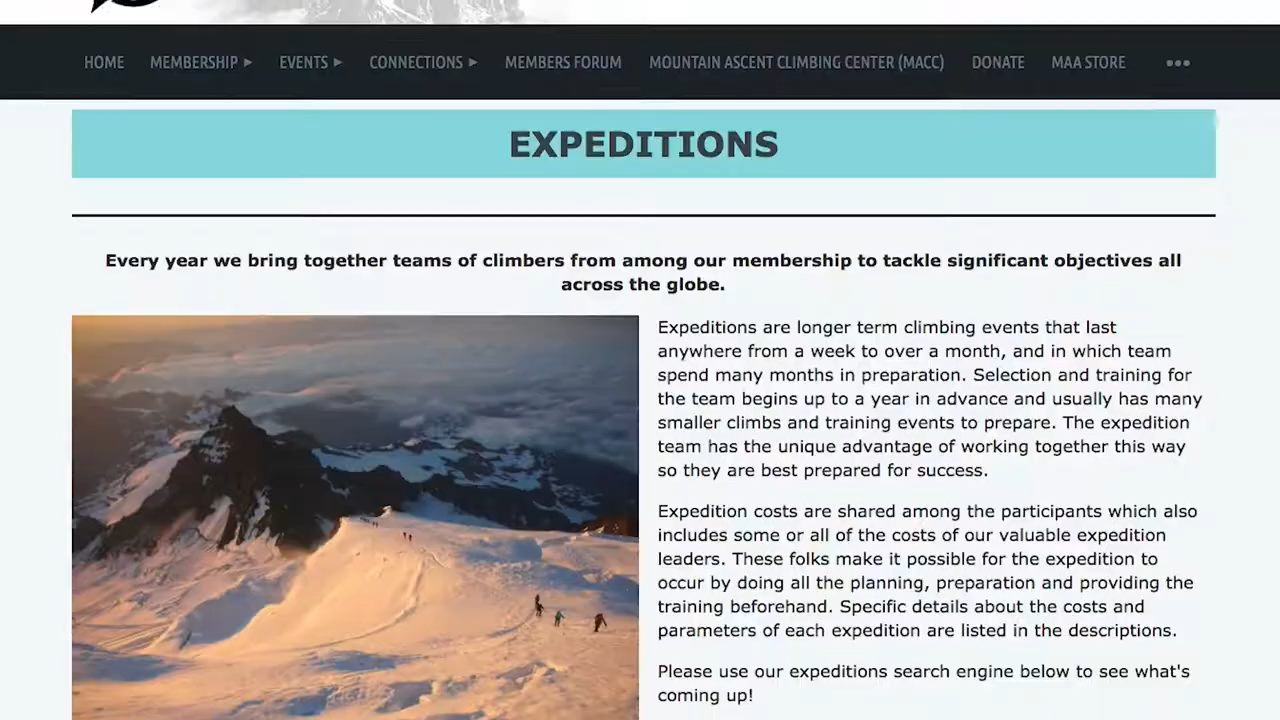 HOME MEMBERSHIP ▸ EVENTS ▸ CONNECTIONS ▸ MEMBERS FORUM MOUNTAIN ASCENT CLIMBING CENTER (MACC) DONATE MAA STORE •••
EXPEDITIONS
Every year we bring together teams of climbers from among our membership to tackle significant objectives all
across the globe.
Expeditions are longer term climbing events that last
anywhere from a week to over a month, and in which team
spend many months in preparation. Selection and training for
the team begins up to a year in advance and usually has many
smaller climbs and training events to prepare. The expedition
team has the unique advantage of working together this way
so they are best prepared for success.
Expedition costs are shared among the participants which also
includes some or all of the costs of our valuable expedition
leaders. These folks make it possible for the expedition to
occur by doing all the planning, preparation and providing the
training beforehand. Specific details about the costs and
parameters of each expedition are listed in the descriptions.
Please use our expeditions search engine below to see what's
coming up!